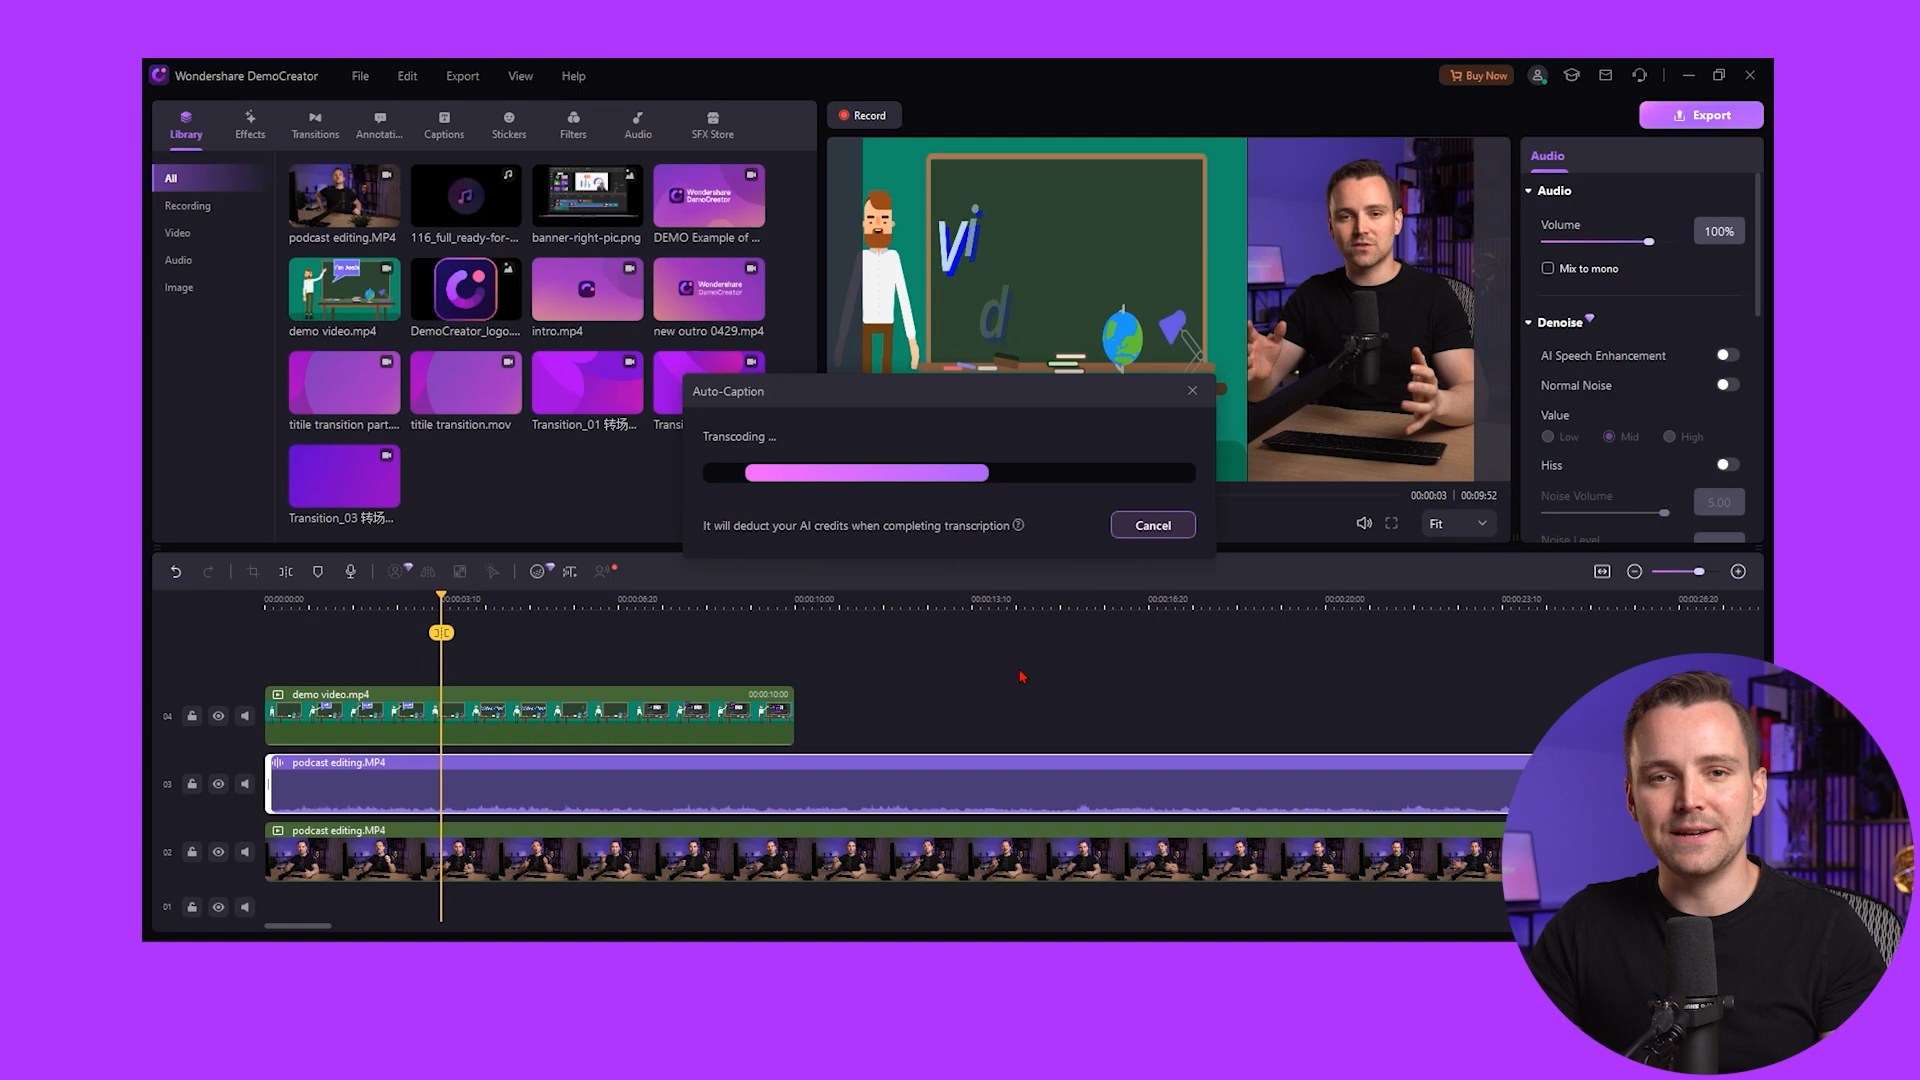 Wondershare DemoCreator File Edit Export View Help
Buy Now
Library Effects Transitions Annotati... Captions Stickers Filters Audio SFX Store
Record
Export
All
Recording
Video
Audio
Image
podcast editing.MP4 116_full_ready-for-... banner-right-pic.png DEMO Example of ...
Wondershare
DemoCreator
demo video.mp4 DemoCreator_logo.... intro.mp4 new outro 0429.mp4
Wondershare
DemoCreator
titile transition part.... titile transition.mov Transition_01 转场... Transi
Transition_03 转场...
Vi
d
Audio
Audio
Volume 100%
Mix to mono
Denoise
AI Speech Enhancement
Normal Noise
Value
Low Mid High
Hiss
Noise Volume 5.00
Noise Level
Auto-Caption
Transcoding ...
It will deduct your AI credits when completing transcription
Cancel
00:00:03 | 00:09:52
Fit
00:00:00:00 00:00:03:10 00:00:06:20 00:00:10:00 00:00:13:10 00:00:16:20 00:00:20:00 00:00:23:10 00:00:26:20
04 demo video.mp4 00:00:10:00
03 podcast editing.MP4
02 podcast editing.MP4
01